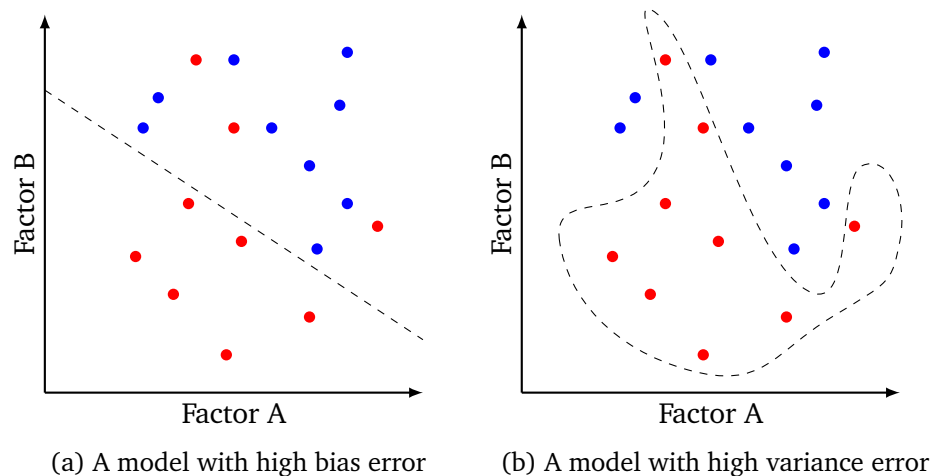 Factor B
Factor A
(a) A model with high bias error
Factor B
Factor A
(b) A model with high variance error